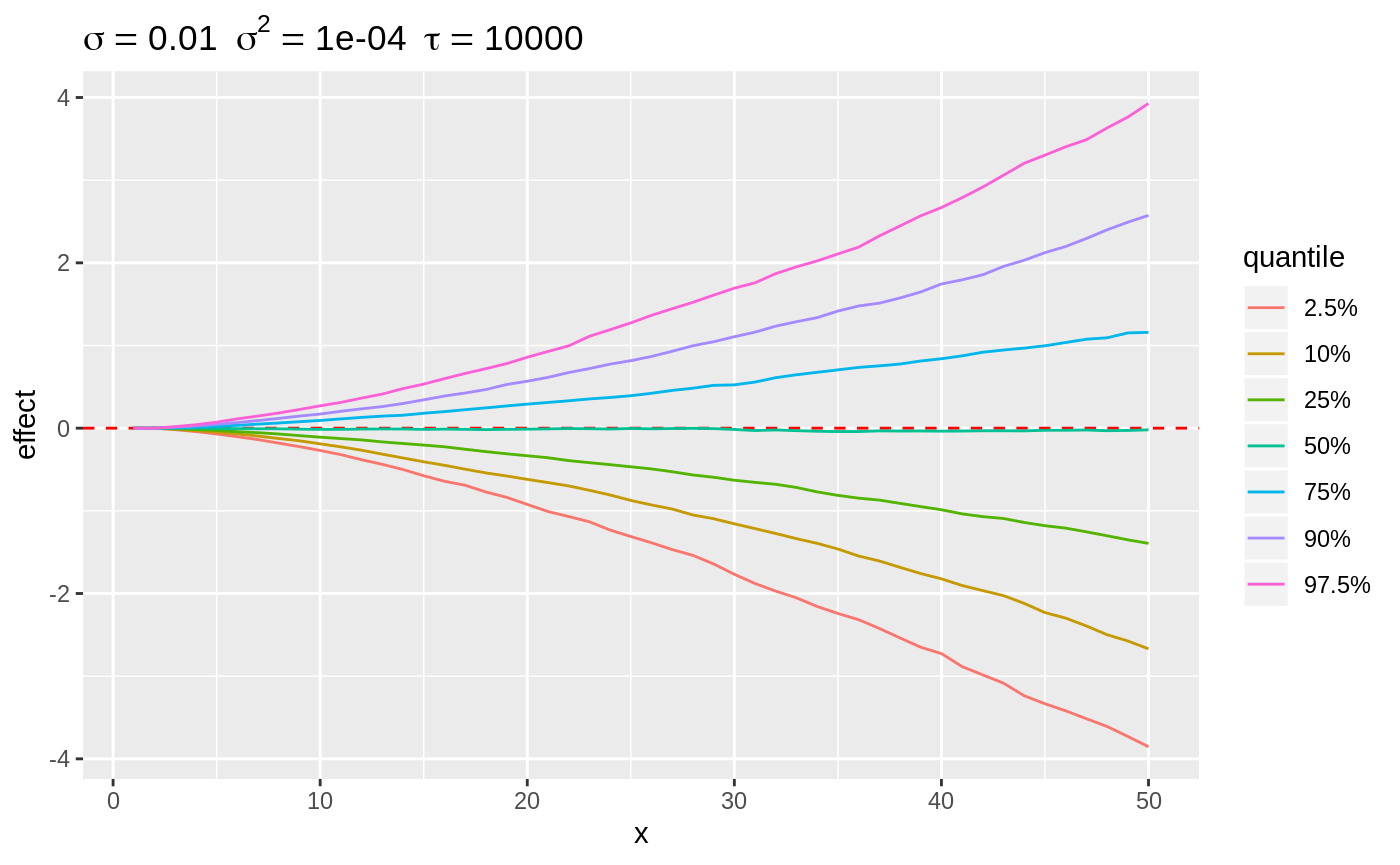 σ = 0.01 σ² = 1e-04 τ = 10000
4
2
0
-2
-4
effect
0 10 20 30 40 50
x
quantile
2.5%
10%
25%
50%
75%
90%
97.5%